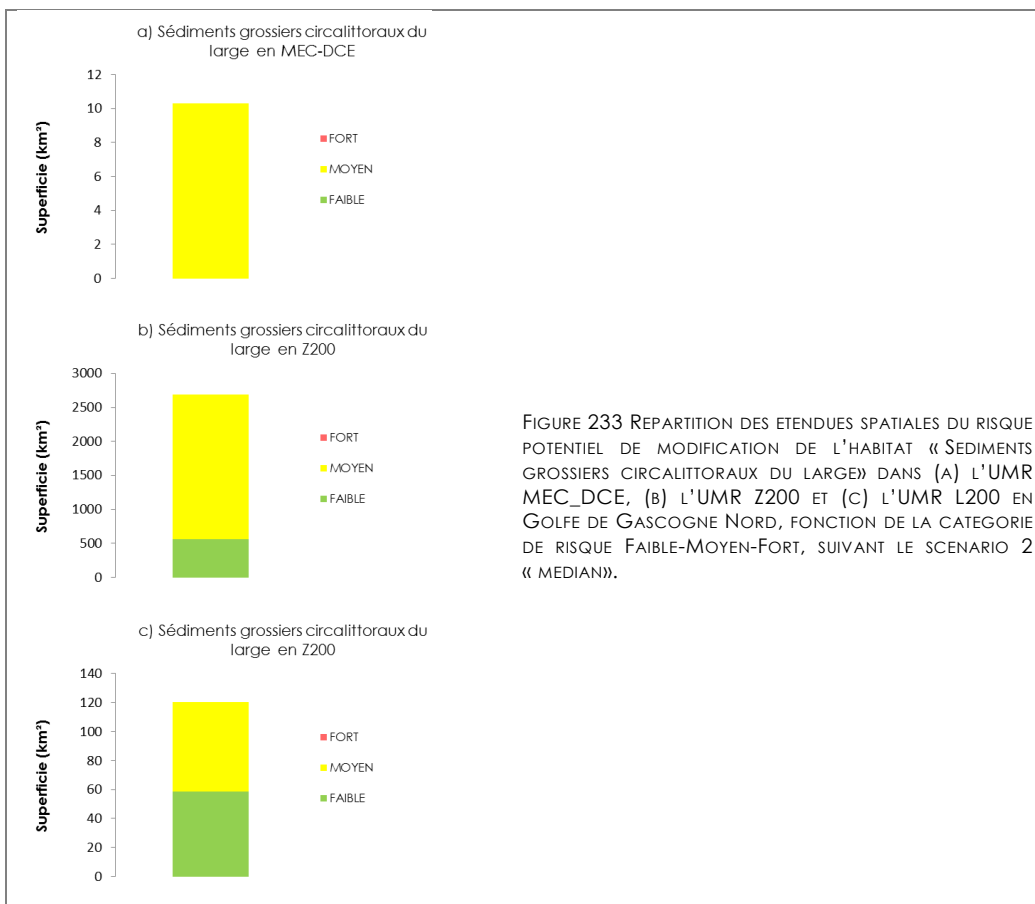 a) Sédiments grossiers circalittoraux du
large en MEC-DCE
12
10
8
6
4
2
0
Superficie (km²)
FORT
MOYEN
FAIBLE
b) Sédiments grossiers circalittoraux du
large en Z200
3000
2500
2000
1500
1000
500
0
Superficie (km²)
FORT
MOYEN
FAIBLE
c) Sédiments grossiers circalittoraux du
large en Z200
140
120
100
80
60
40
20
0
Superficie (km²)
FORT
MOYEN
FAIBLE
FIGURE 233 REPARTITION DES ETENDUES SPATIALES DU RISQUE
POTENTIEL DE MODIFICATION DE L'HABITAT « SEDIMENTS
GROSSIERS CIRCALITTORAUX DU LARGE» DANS (A) L'UMR
MEC_DCE, (B) L'UMR Z200 ET (C) L'UMR L200 EN
GOLFE DE GASCOGNE NORD, FONCTION DE LA CATEGORIE
DE RISQUE FAIBLE-MOYEN-FORT, SUIVANT LE SCENARIO 2
« MEDIAN».